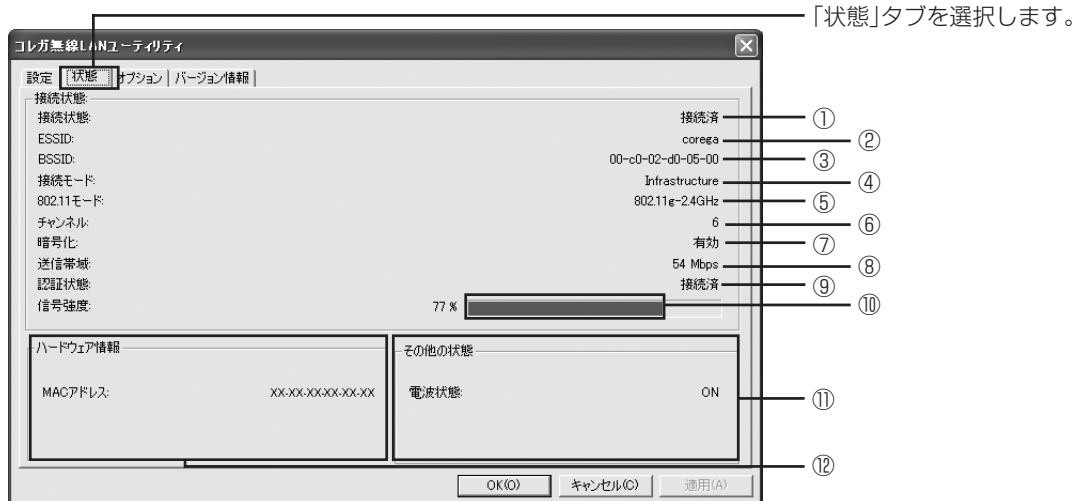 「状態」タブを選択します。
コレガ無線LANユーティリティ
設定 状態 オプション バージョン情報
接続状態:
接続状態: 接続済 ①
ESSID: corega ②
BSSID: 00-c0-02-d0-05-00 ③
接続モード: Infrastructure ④
802.11モード: 802.11g-2.4GHz ⑤
チャンネル: 6 ⑥
暗号化: 有効 ⑦
送信帯域: 54 Mbps ⑧
認証状態: 接続済 ⑨
信号強度: 77 % ⑩
ハードウェア情報
MACアドレス: XX-XX-XX-XX-XX-XX
その他の状態
電波状態: ON ⑪
⑫
OK(O) キャンセル(C) 適用(A)